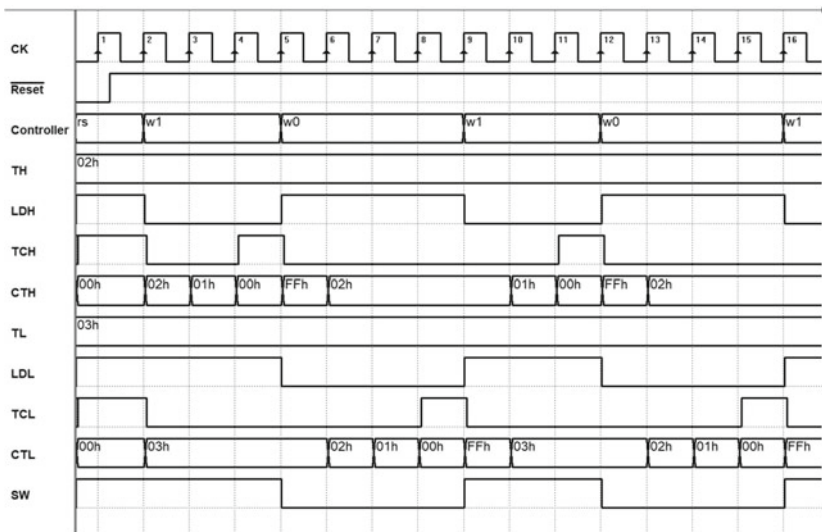 CK 1 2 3 4 5 6 7 8 9 10 11 12 13 14 15 16
Reset
Controller rs w1 w0 w1 w0 w1
TH 02h
LDH
TCH
CTH 00h 02h 01h 00h FFh 02h 01h 00h FFh 02h
TL 03h
LDL
TCL
CTL 00h 03h 02h 01h 00h FFh 03h 02h 01h 00h FFh
SW